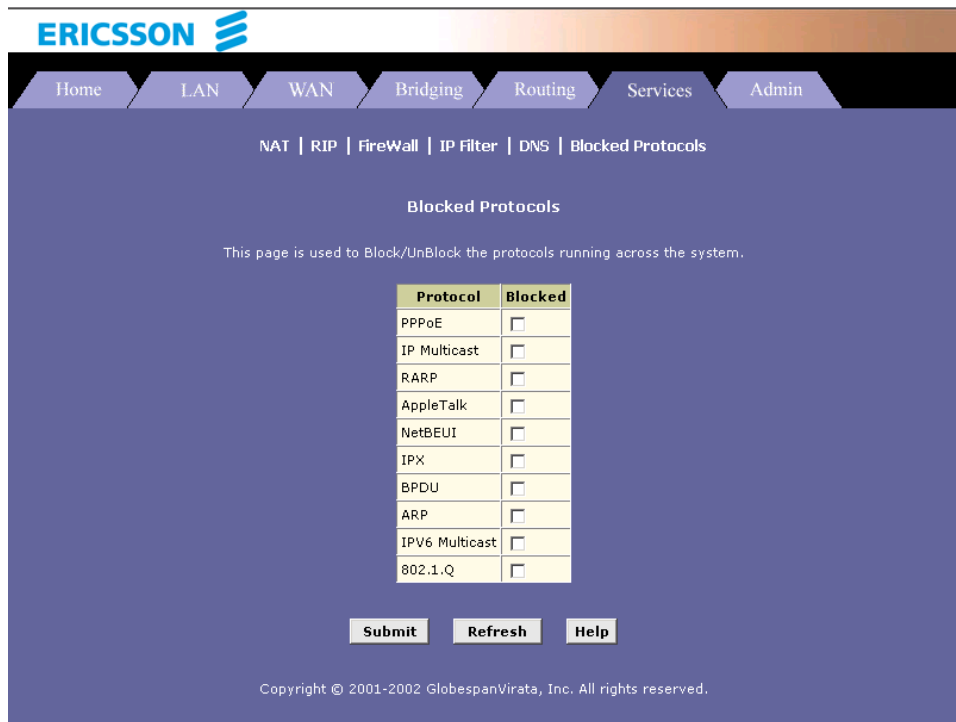 ERICSSON
Home LAN WAN Bridging Routing Services Admin
NAT | RIP | FireWall | IP Filter | DNS | Blocked Protocols
Blocked Protocols
This page is used to Block/UnBlock the protocols running across the system.
Protocol Blocked
PPPoE
IP Multicast
RARP
AppleTalk
NetBEUI
IPX
BPDU
ARP
IPV6 Multicast
802.1.Q
Submit Refresh Help
Copyright © 2001-2002 GlobespanVirata, Inc. All rights reserved.